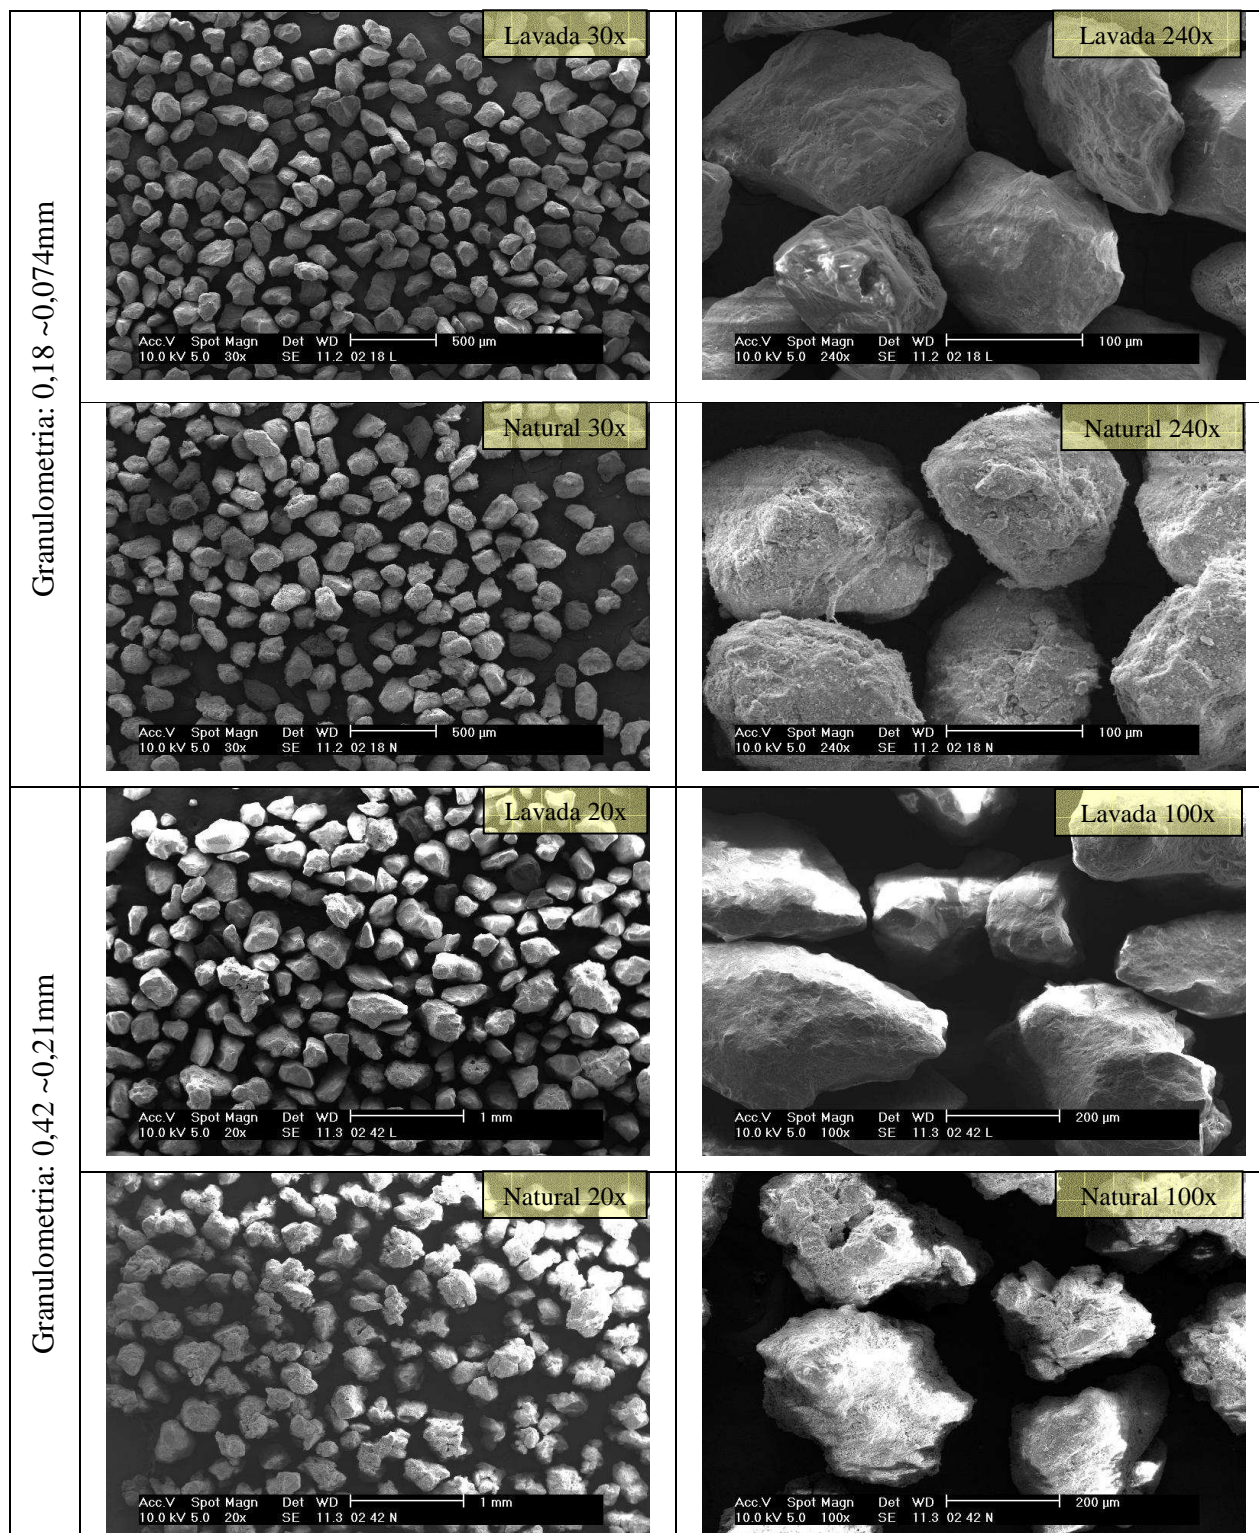 Granulometria: 0,18 ~0,074mm
Lavada 30x
Acc.V Spot Magn Det WD 500 µm
10.0 kV 5.0 30x SE 11.2 02 18 L
Lavada 240x
Acc.V Spot Magn Det WD 100 µm
10.0 kV 5.0 240x SE 11.2 02 18 L
Natural 30x
Acc.V Spot Magn Det WD 500 µm
10.0 kV 5.0 30x SE 11.2 02 18 N
Natural 240x
Acc.V Spot Magn Det WD 100 µm
10.0 kV 5.0 240x SE 11.2 02 18 N
Granulometria: 0,42 ~0,21mm
Lavada 20x
Acc.V Spot Magn Det WD 1 mm
10.0 kV 5.0 20x SE 11.3 02 42 L
Lavada 100x
Acc.V Spot Magn Det WD 200 µm
10.0 kV 5.0 100x SE 11.3 02 42 L
Natural 20x
Acc.V Spot Magn Det WD 1 mm
10.0 kV 5.0 20x SE 11.3 02 42 N
Natural 100x
Acc.V Spot Magn Det WD 200 µm
10.0 kV 5.0 100x SE 11.3 02 42 N